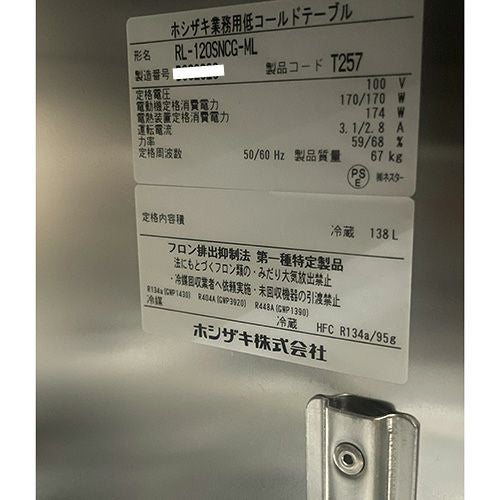 ホシザキ業務用低コールドテーブル
形名 RL-120SNCG-ML
製造番号 製品コード T257
定格電圧 100 V
電動機定格消費電力 170/170 W
電熱装置定格消費電力 174 W
運転電流 3.1/2.8 A
力率 59/68 %
定格周波数 50/60 Hz 製品質量 67 kg
PS E ㈱ネスター
定格内容積 冷蔵 138 L
フロン排出抑制法 第一種特定製品
法にもとづくフロン類の・みだり大気放出禁止
・冷媒回収業者へ依頼実施・未回収機器の引渡禁止
R134a(GWP1430) R404A(GWP3920) R448A(GWP1390)
冷媒 冷蔵 HFC R134a/95g
ホシザキ株式会社